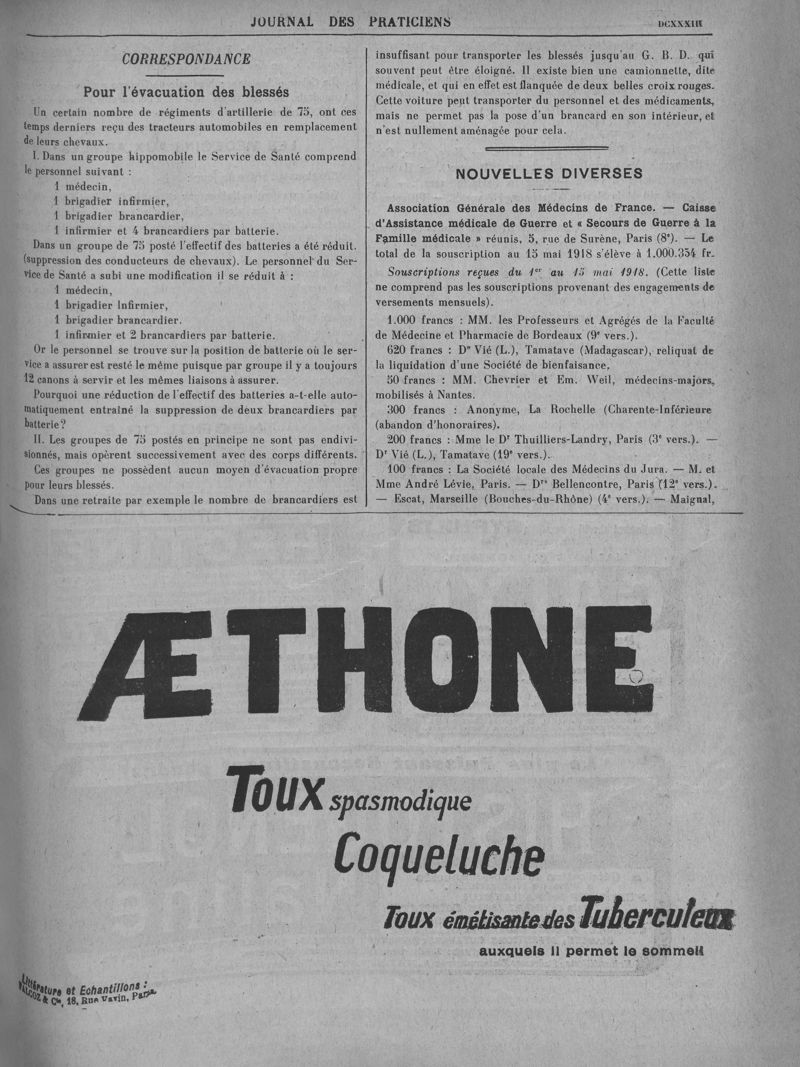 JOURNAL DES PRATICIENS
DCXXXIII
CORRESPONDANCE
Pour l'évacuation des blessés
Un certain nombre de régiments d'artillerie de 75, ont ces
temps derniers reçu des tracteurs automobiles en remplacement
de leurs chevaux.
I. Dans un groupe hippomobile le Service de Santé comprend
le personnel suivant :
1 médecin,
1 brigadier infirmier,
1 brigadier brancardier,
1 infirmier et 4 brancardiers par batterie.
Dans un groupe de 75 posté l'effectif des batteries a été réduit.
(suppression des conducteurs de chevaux). Le personnel du Ser-
vice de Santé a subi une modification il se réduit à :
1 médecin,
1 brigadier Infirmier,
1 brigadier brancardier.
1 infirmier et 2 brancardiers par batterie.
Or le personnel se trouve sur la position de batterie où le ser-
vice a assurer est resté le même puisque par groupe il y a toujours
12 canons à servir et les mêmes liaisons à assurer.
Pourquoi une réduction de l'effectif des batteries a-t-elle auto-
matiquement entraîné la suppression de deux brancardiers par
batterie ?
II. Les groupes de 75 postés en principe ne sont pas endivi-
sionnés, mais opèrent successivement avec des corps différents.
Ces groupes ne possèdent aucun moyen d'évacuation propre
pour leurs blessés.
Dans une retraite par exemple le nombre de brancardiers est
insuffisant pour transporter les blessés jusqu'au G. B. D. qui
souvent peut être éloigné. Il existe bien une camionnette, dite
médicale, et qui en effet est flanquée de deux belles croix rouges.
Cette voiture peut transporter du personnel et des médicaments,
mais ne permet pas la pose d'un brancard en son intérieur, et
n'est nullement aménagée pour cela.
NOUVELLES DIVERSES
Association Générale des Médecins de France. — Caisse
d'Assistance médicale de Guerre et « Secours de Guerre à la
Famille médicale » réunis, 5, rue de Surène, Paris (8e). — Le
total de la souscription au 15 mai 1918 s'élève à 1.000.354 fr.
Souscriptions reçues du 1er au 15 mai 1918. (Cette liste
ne comprend pas les souscriptions provenant des engagements de
versements mensuels).
1.000 francs : MM. les Professeurs et Agrégés de la Faculté
de Médecine et Pharmacie de Bordeaux (9e vers.).
620 francs : Dr Vié (L.), Tamatave (Madagascar), reliquat de
la liquidation d'une Société de bienfaisance,
50 francs : MM. Chevrier et Em. Weil, médecins-majors,
mobilisés à Nantes.
300 francs : Anonyme, La Rochelle (Charente-Inférieure
(abandon d'honoraires).
200 francs : Mme le Dr Thuilliers-Landry, Paris (3e vers.). —
Dr Vié (L.), Tamatave (19e vers.).
100 francs : La Société locale des Médecins du Jura. — M. et
Mme André Lévie, Paris. — Drs Bellencontre, Paris (12e vers.).
— Escat, Marseille (Bouches-du-Rhône) (4e vers.). — Maignal,
ÆTHONE
Toux spasmodique
Coqueluche
Toux émétisante des Tuberculeux
auxquels il permet le sommeil
Littérature et Echantillons :
& Cie, 18, Rue Vavin, Paris.